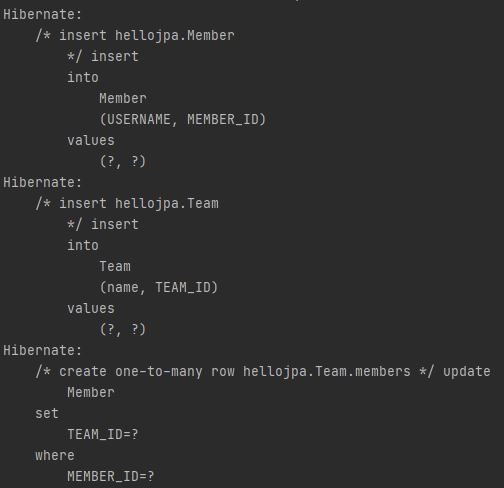 Hibernate:
    /* insert hellojpa.Member
        */ insert
        into
            Member
            (USERNAME, MEMBER_ID)
        values
            (?, ?)
Hibernate:
    /* insert hellojpa.Team
        */ insert
        into
            Team
            (name, TEAM_ID)
        values
            (?, ?)
Hibernate:
    /* create one-to-many row hellojpa.Team.members */ update
        Member
    set
        TEAM_ID=?
    where
        MEMBER_ID=?